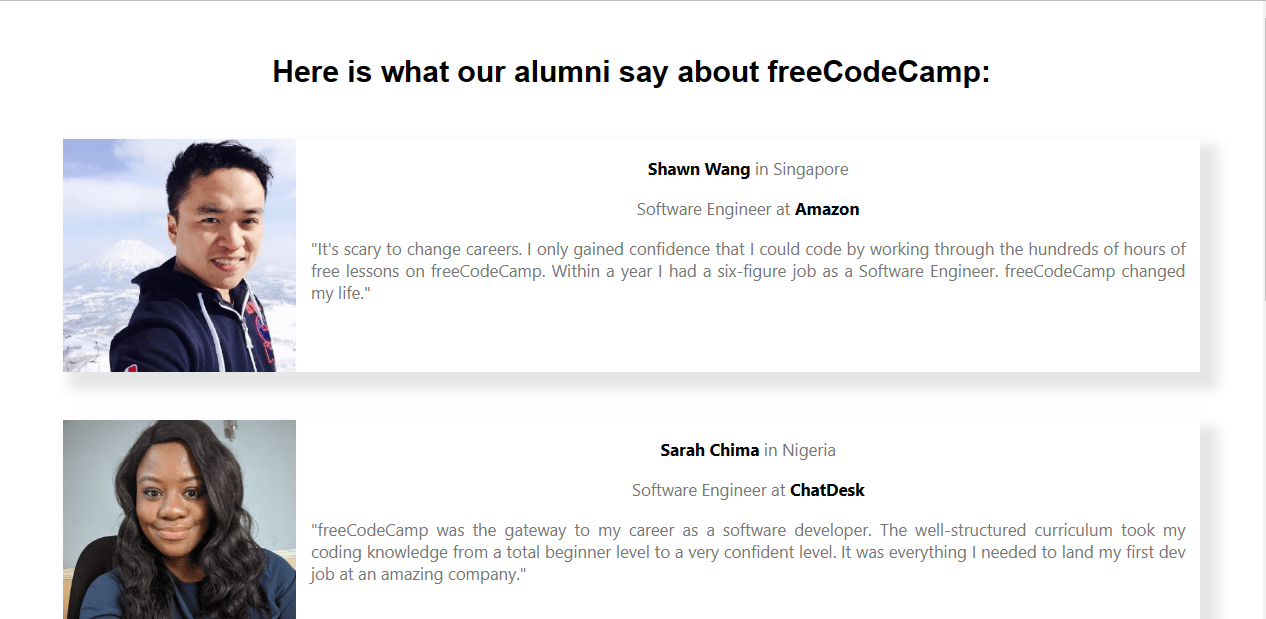 Here is what our alumni say about freeCodeCamp:
Shawn Wang in Singapore
Software Engineer at Amazon
"It's scary to change careers. I only gained confidence that I could code by working through the hundreds of hours of
free lessons on freeCodeCamp. Within a year I had a six-figure job as a Software Engineer. freeCodeCamp changed
my life."
Sarah Chima in Nigeria
Software Engineer at ChatDesk
"freeCodeCamp was the gateway to my career as a software developer. The well-structured curriculum took my
coding knowledge from a total beginner level to a very confident level. It was everything I needed to land my first dev
job at an amazing company."